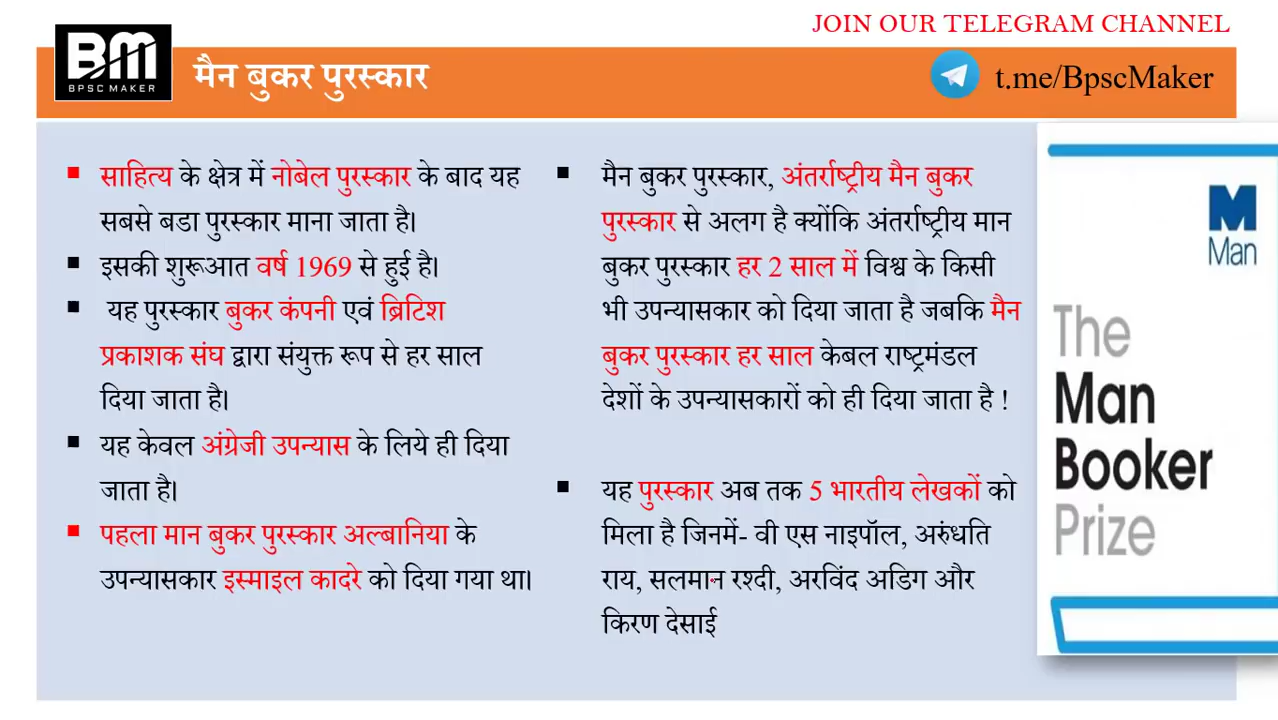 JOIN OUR TELEGRAM CHANNEL
BM
BPSC MAKER
मैन बुकर पुरस्कार
t.me/BpscMaker
साहित्य के क्षेत्र में नोबेल पुरस्कार के बाद यह
सबसे बडा पुरस्कार माना जाता है।
इसकी शुरूआत वर्ष 1969 से हुई है।
यह पुरस्कार बुकर कंपनी एवं ब्रिटिश
प्रकाशक संघ द्वारा संयुक्त रूप से हर साल
दिया जाता है।
यह केवल अंग्रेजी उपन्यास के लिये ही दिया
जाता है।
पहला मान बुकर पुरस्कार अल्बानिया के
उपन्यासकार इस्माइल कादरे को दिया गया था।
मैन बुकर पुरस्कार, अंतर्राष्ट्रीय मैन बुकर
पुरस्कार से अलग है क्योंकि अंतर्राष्ट्रीय मान
बुकर पुरस्कार हर 2 साल में विश्व के किसी
भी उपन्यासकार को दिया जाता है जबकि मैन
बुकर पुरस्कार हर साल केबल राष्ट्रमंडल
देशों के उपन्यासकारों को ही दिया जाता है !
यह पुरस्कार अब तक 5 भारतीय लेखकों को
मिला है जिनमें- वी एस नाइपॉल, अरुंधति
राय, सलमान रश्दी, अरविंद अडिग और
किरण देसाई
Man
The
Man
Booker
Prize